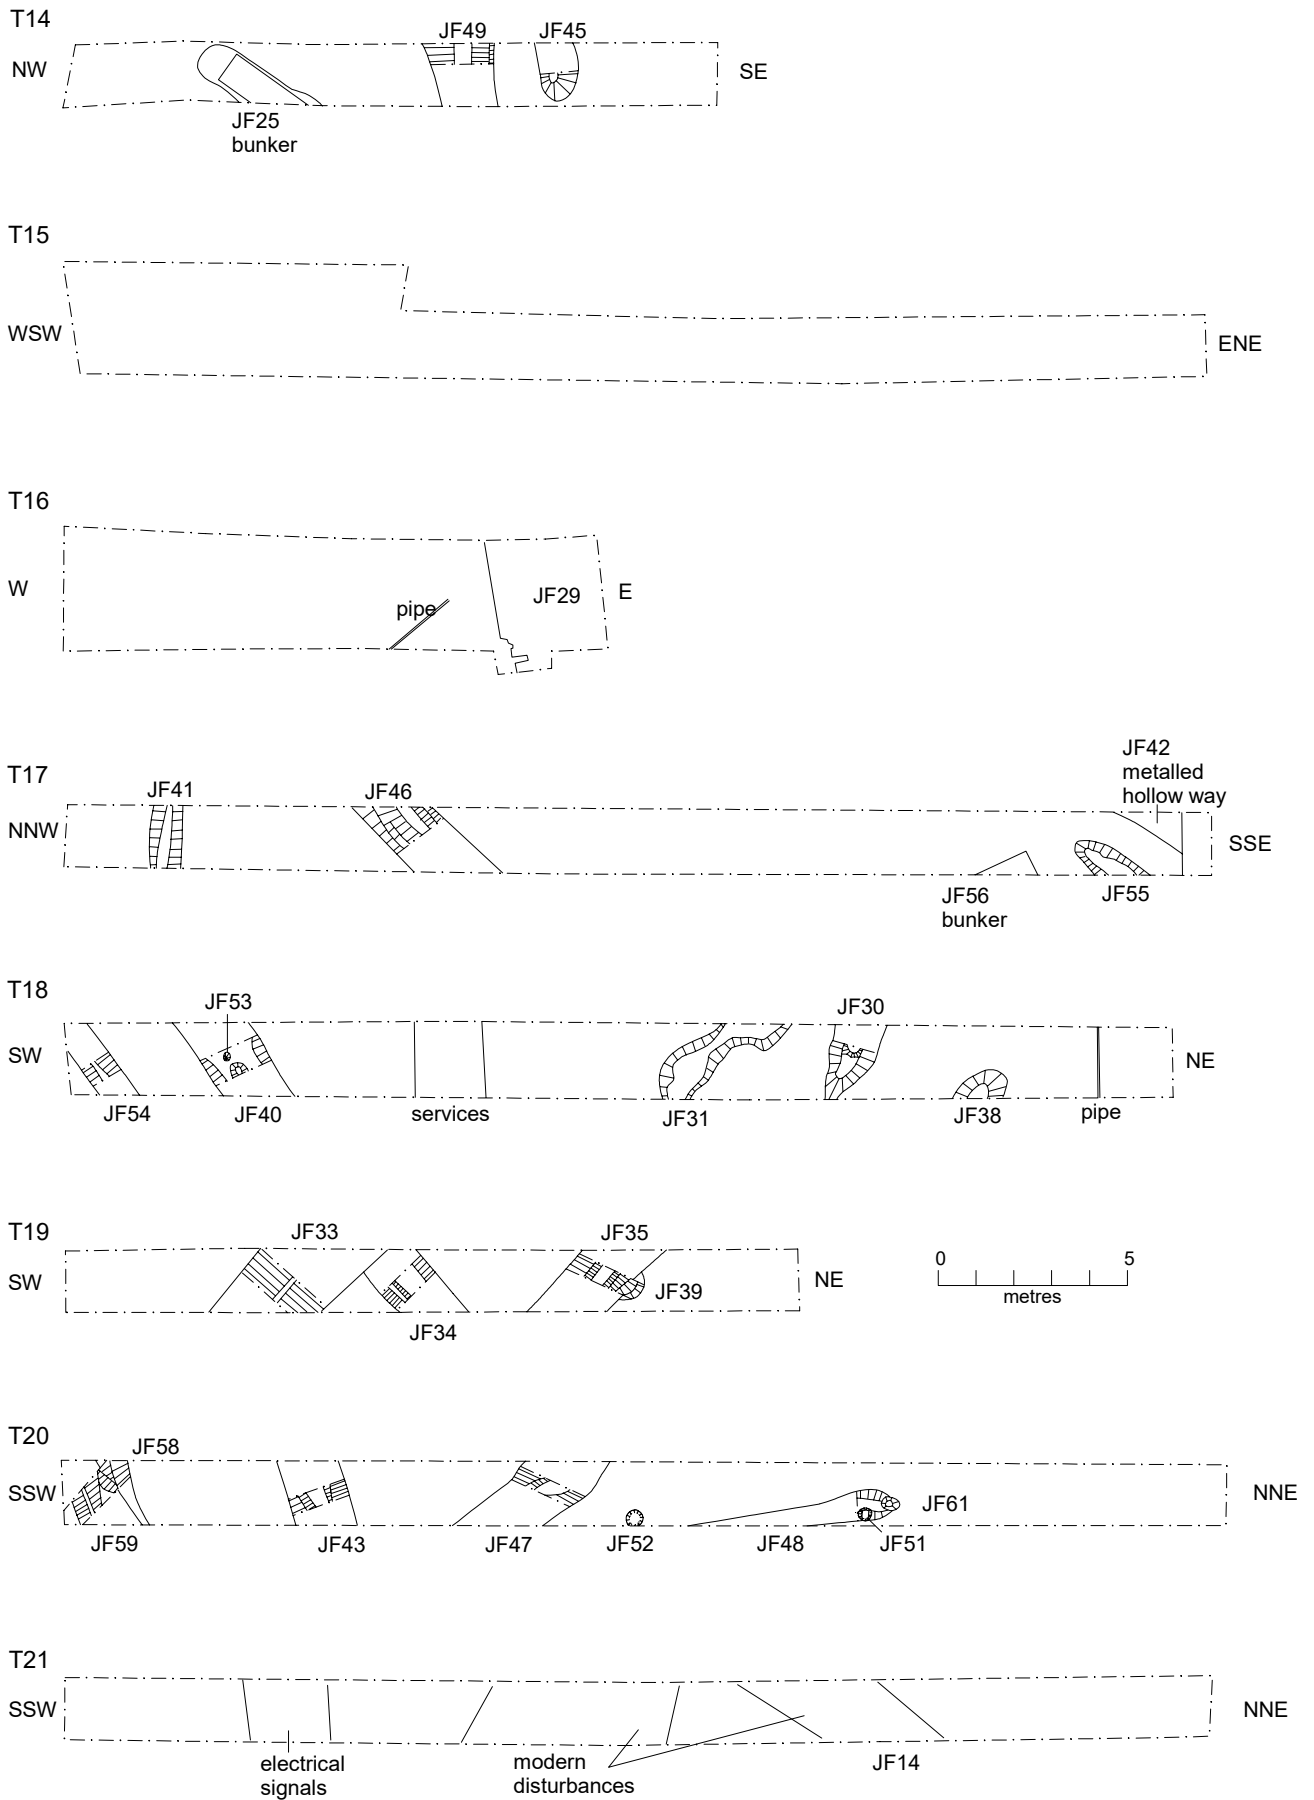 T14
JF49
JF45
NW
SE
JF25
bunker
T15
WSW
ENE
T16
W
pipe
JF29
E
JF42
metalled
hollow way
T17
JF41
JF46
NNW
SSE
JF56
bunker
JF55
T18
JF53
JF30
SW
NE
JF54
JF40
services
JF31
JF38
pipe
T19
JF33
JF35
SW
NE
JF39
JF34
0
5
metres
T20
JF58
SSW
NNE
JF61
JF59
JF43
JF47
JF52
JF48
JF51
T21
SSW
NNE
electrical
signals
modern
disturbances
JF14